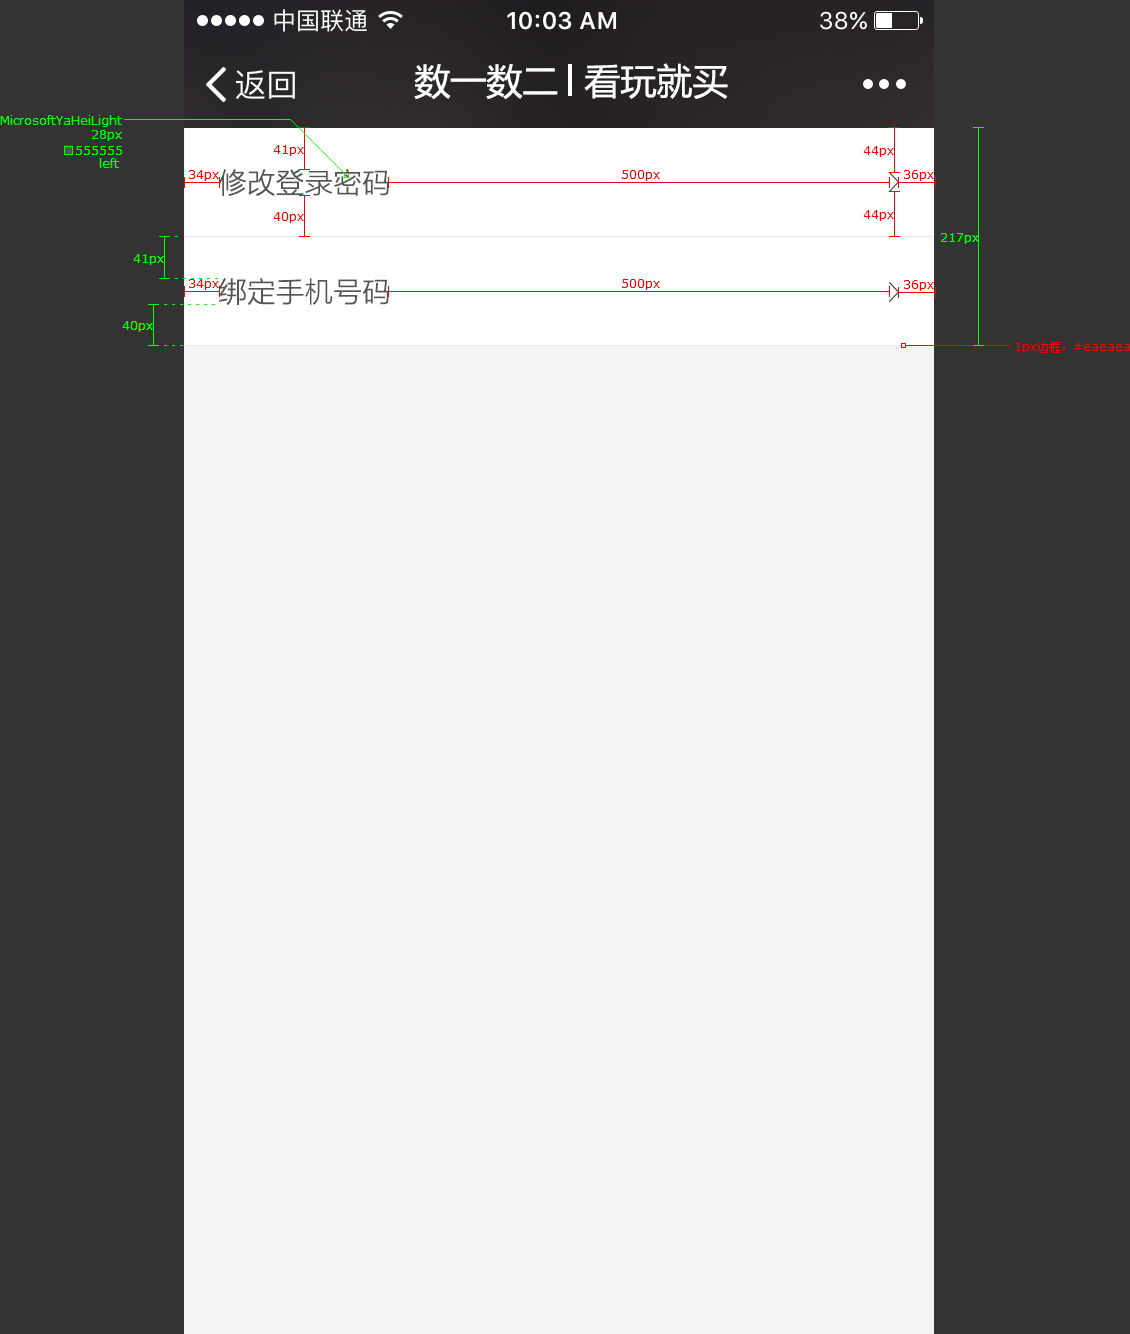 中国联通
10:03 AM
38%
返回
数一数二 | 看玩就买
MicrosoftYaHeiLight
28px
555555
left
41px
44px
34px
修改登录密码
500px
36px
40px
44px
217px
41px
34px
绑定手机号码
500px
36px
40px
1px边框，#eaeaea